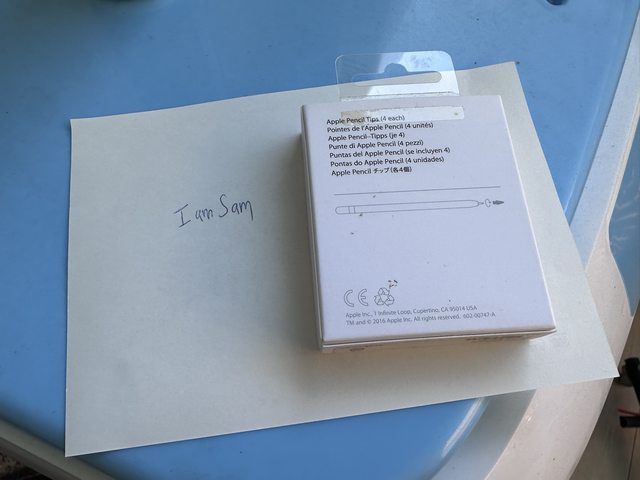 I am Sam
Apple Pencil Tips (4 each)
Pointes de l'Apple Pencil (4 unités)
Apple Pencil-Tipps (je 4)
Punte di Apple Pencil (4 pezzi)
Puntas del Apple Pencil (se incluyen 4)
Pontas do Apple Pencil (4 unidades)
Apple Pencil チップ (各4個)
CE
Apple Inc., 1 Infinite Loop, Cupertino, CA 95014-USA
TM and © 2016 Apple Inc. All rights reserved. 602-00747-A